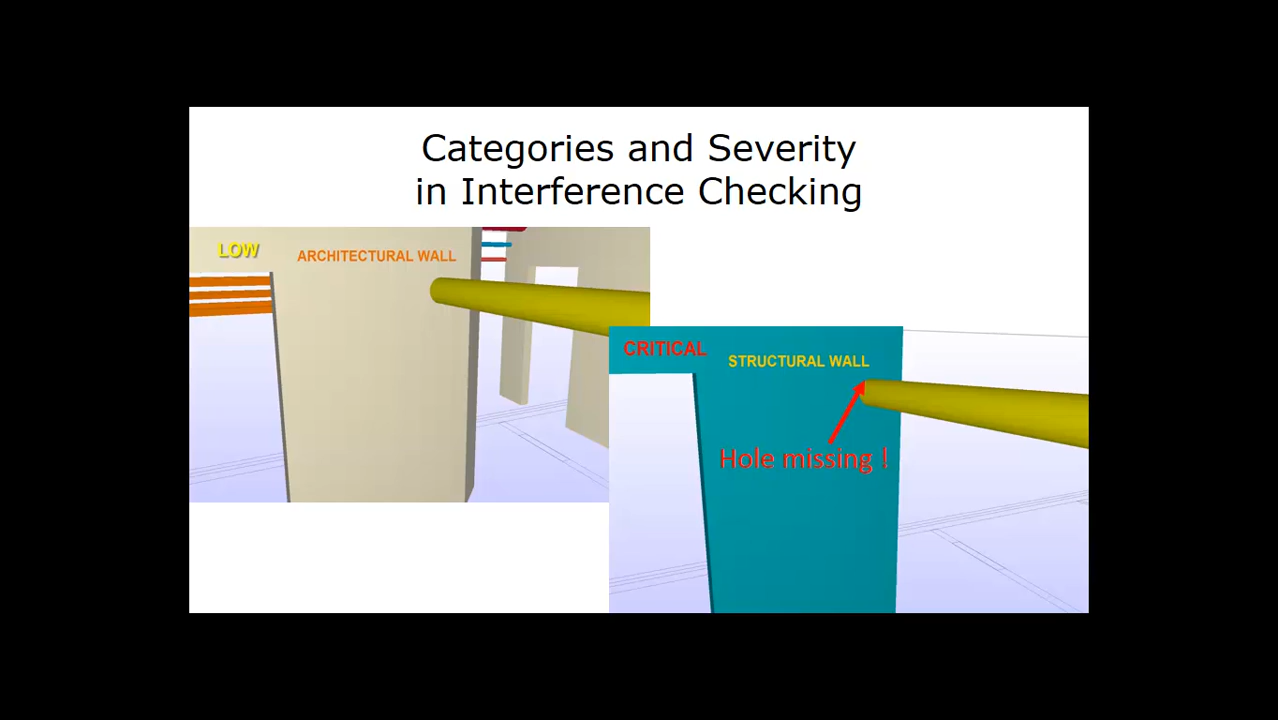 Categories and Severity
in Interference Checking
LOW
ARCHITECTURAL WALL
CRITICAL
STRUCTURAL WALL
Hole missing !